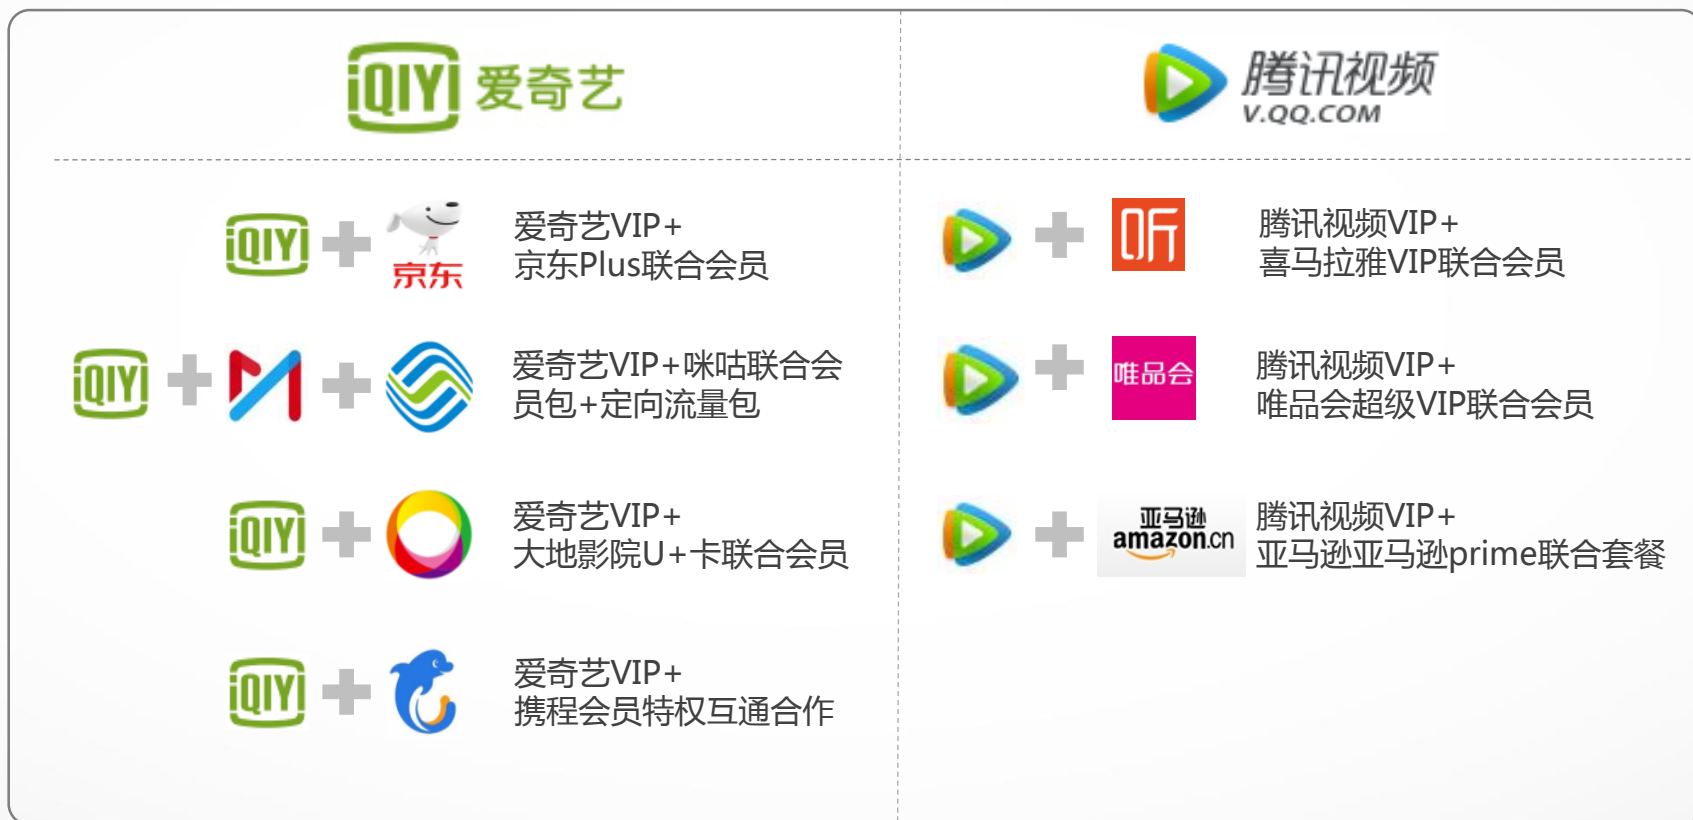 iQIYI 爱奇艺
腾讯视频
V.QQ.COM
iQIYI
京东
爱奇艺VIP+
京东Plus联合会员
听
腾讯视频VIP+
喜马拉雅VIP联合会员
iQIYI
爱奇艺VIP+咪咕联合会
员包+定向流量包
唯品会
腾讯视频VIP+
唯品会超级VIP联合会员
iQIYI
爱奇艺VIP+
大地影院U+卡联合会员
亚马逊
amazon.cn
腾讯视频VIP+
亚马逊亚马逊prime联合套餐
iQIYI
爱奇艺VIP+
携程会员特权互通合作